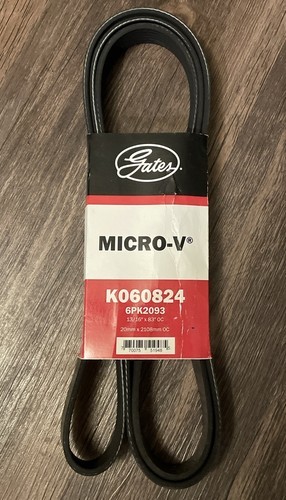 Gates
MICRO-V®
K060824
6PK2093
13/16" x 83" OC
20mm x 2108mm OC